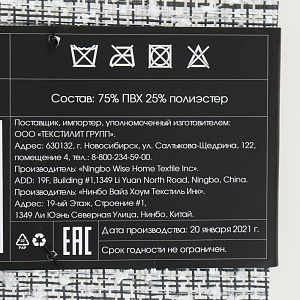 Состав: 75% ПВХ 25% полиэстер
Поставщик, импортер, уполномоченный изготовителем:
ООО «ТЕКСТИЛИТ ГРУПП».
Адрес: 630132, г. Новосибирск, ул. Салтыкова-Щедрина, 122,
помещение 4, тел.: 8-800-234-59-00.
Производитель: «Ningbo Wise Home Textile Inc».
ADD: 19F, Building #1,1349 Li Yuan North Road, Ningbo, China.
Производитель: «Нинбо Вайз Хоум Текстиль Инк».
Адрес: 19-ый Этаж, Строение #1,
1349 Ли Юэнь Северная Улица, Нинбо, Китай.
Дата производства: 20 января 2021 г.
Срок годности не ограничен.
PAP
EAC